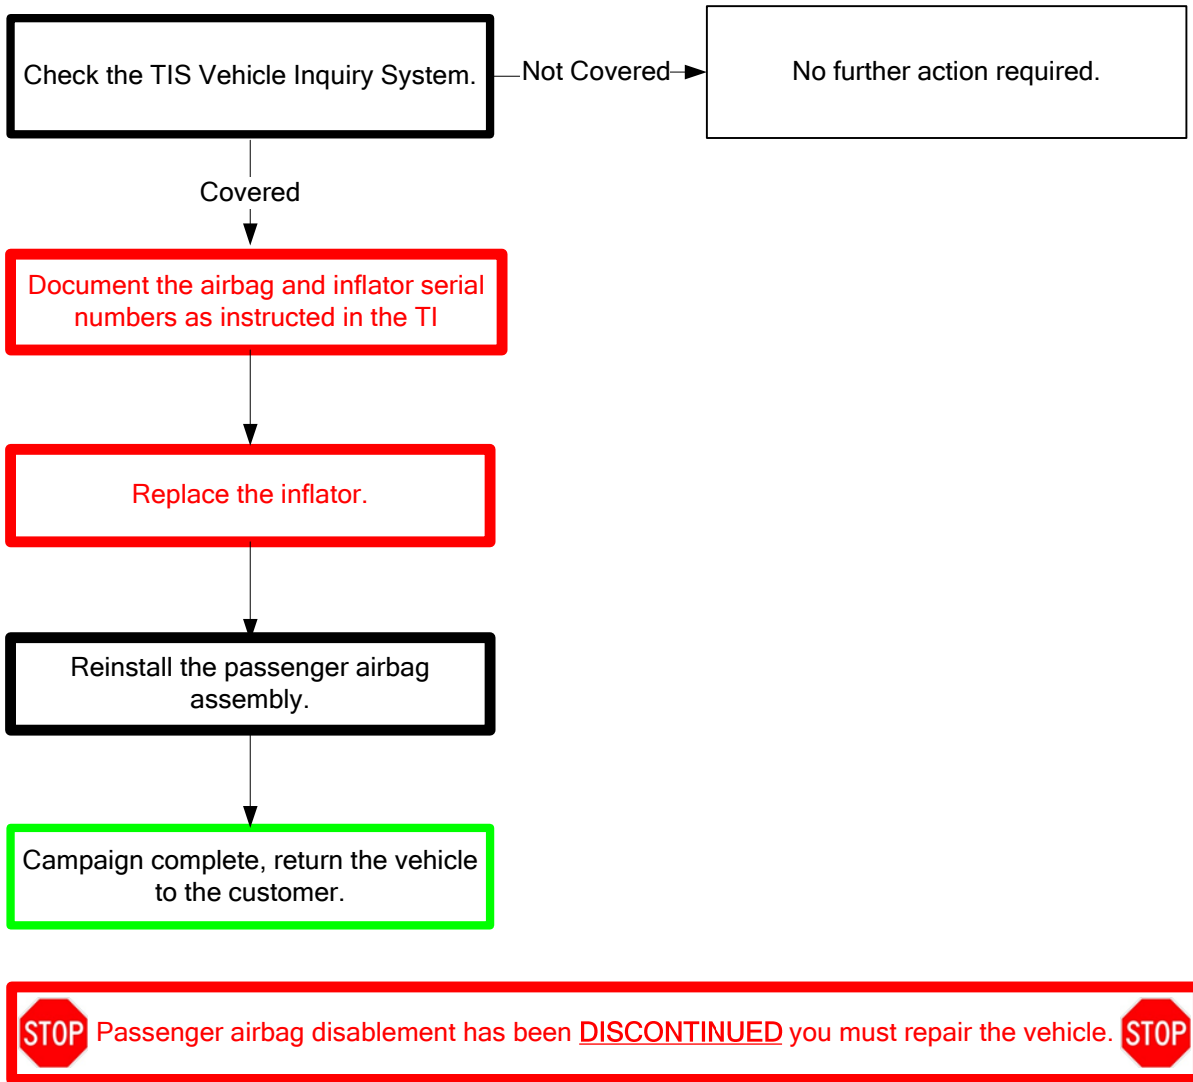 Check the TIS Vehicle Inquiry System.
Not Covered
No further action required.
Covered
Document the airbag and inflator serial
numbers as instructed in the TI
Replace the inflator.
Reinstall the passenger airbag
assembly.
Campaign complete, return the vehicle
to the customer.
STOP Passenger airbag disablement has been DISCONTINUED you must repair the vehicle. STOP